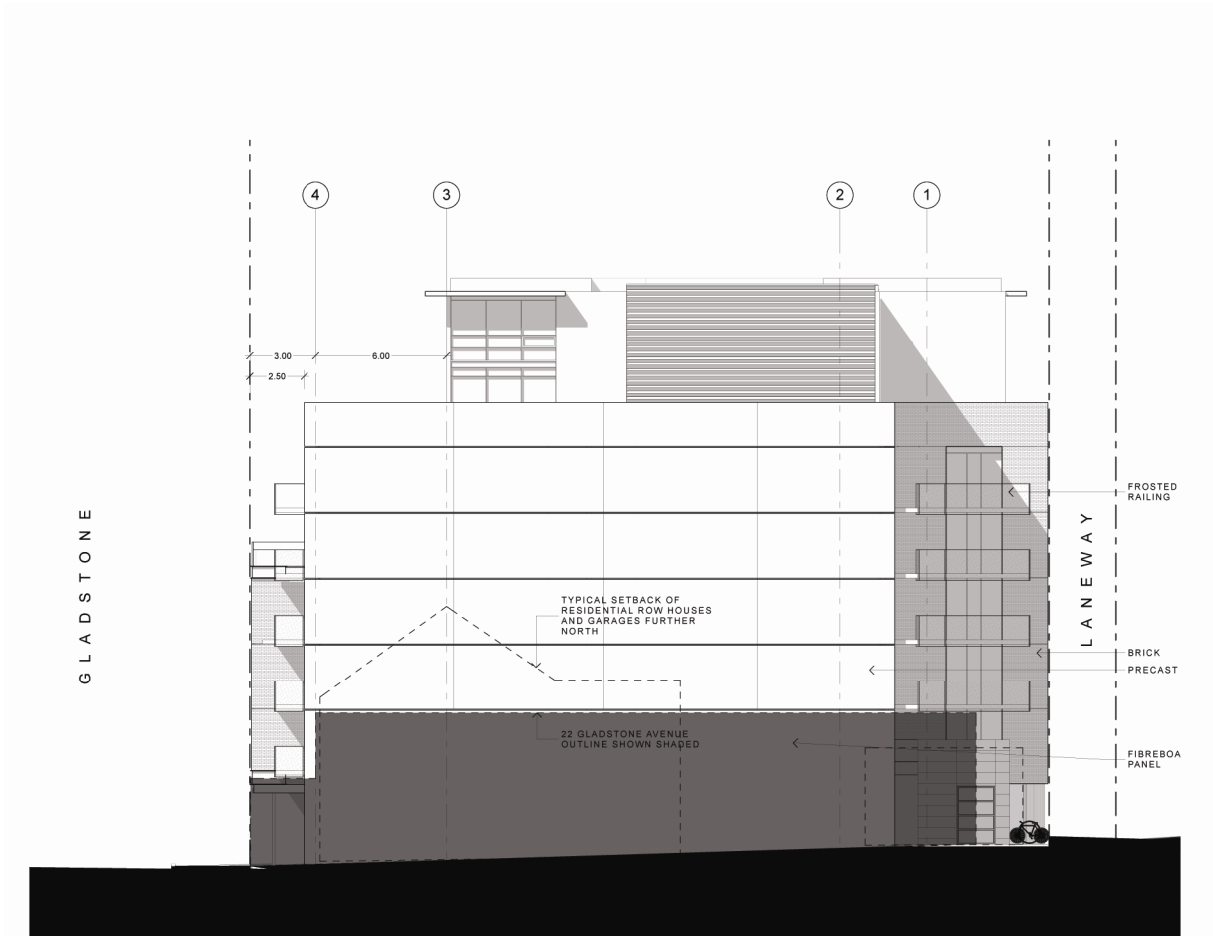 4
3
2
1
3.00
6.00
2.50
FROSTED
RAILING
GLADSTONE
LANEWAY
TYPICAL SETBACK OF
RESIDENTIAL ROW HOUSES
AND GARAGES FURTHER
NORTH
BRICK
PRECAST
22 GLADSTONE AVENUE
OUTLINE SHOWN SHADED
FIBREBOA
PANEL